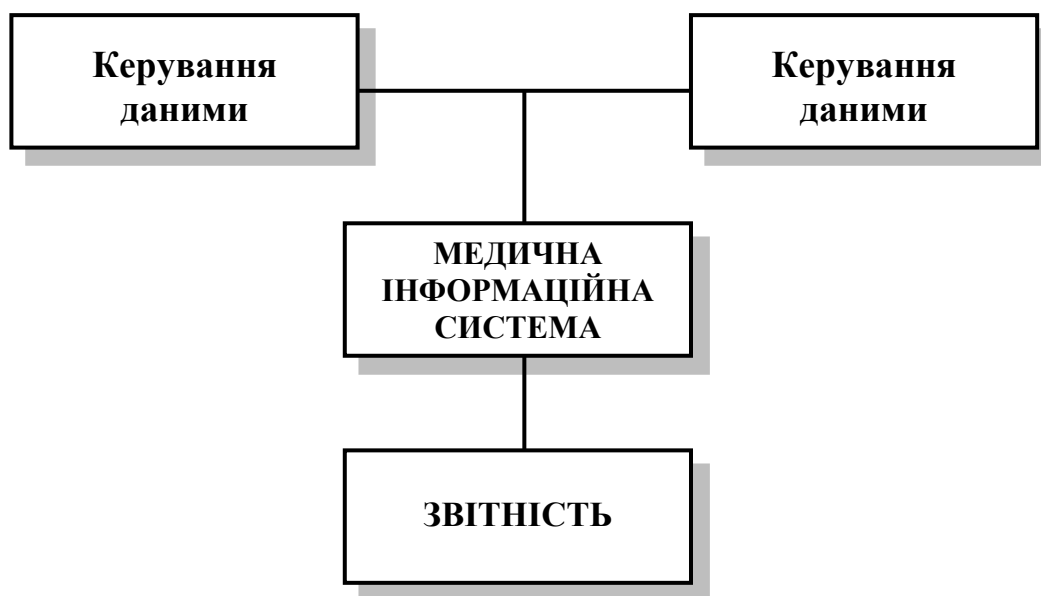 Керування
даними
Керування
даними
МЕДИЧНА
ІНФОРМАЦІЙНА
СИСТЕМА
ЗВІТНІСТЬ